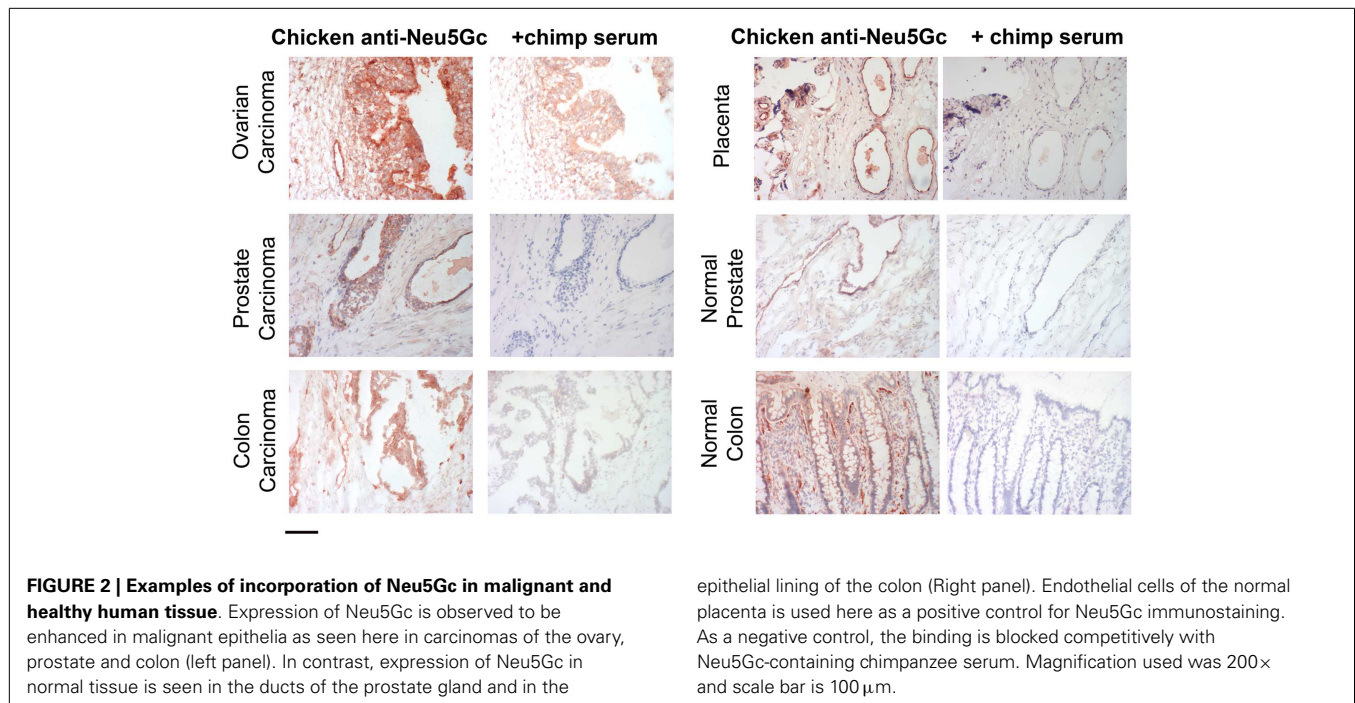 Chicken anti-Neu5Gc +chimp serum
Ovarian
Carcinoma
Prostate
Carcinoma
Colon
Carcinoma
Chicken anti-Neu5Gc + chimp serum
Placenta
Normal
Prostate
Normal
Colon
FIGURE 2 | Examples of incorporation of Neu5Gc in malignant and
healthy human tissue. Expression of Neu5Gc is observed to be
enhanced in malignant epithelia as seen here in carcinomas of the ovary,
prostate and colon (left panel). In contrast, expression of Neu5Gc in
normal tissue is seen in the ducts of the prostate gland and in the
epithelial lining of the colon (Right panel). Endothelial cells of the normal
placenta is used here as a positive control for Neu5Gc immunostaining.
As a negative control, the binding is blocked competitively with
Neu5Gc-containing chimpanzee serum. Magnification used was 200×
and scale bar is 100 μm.